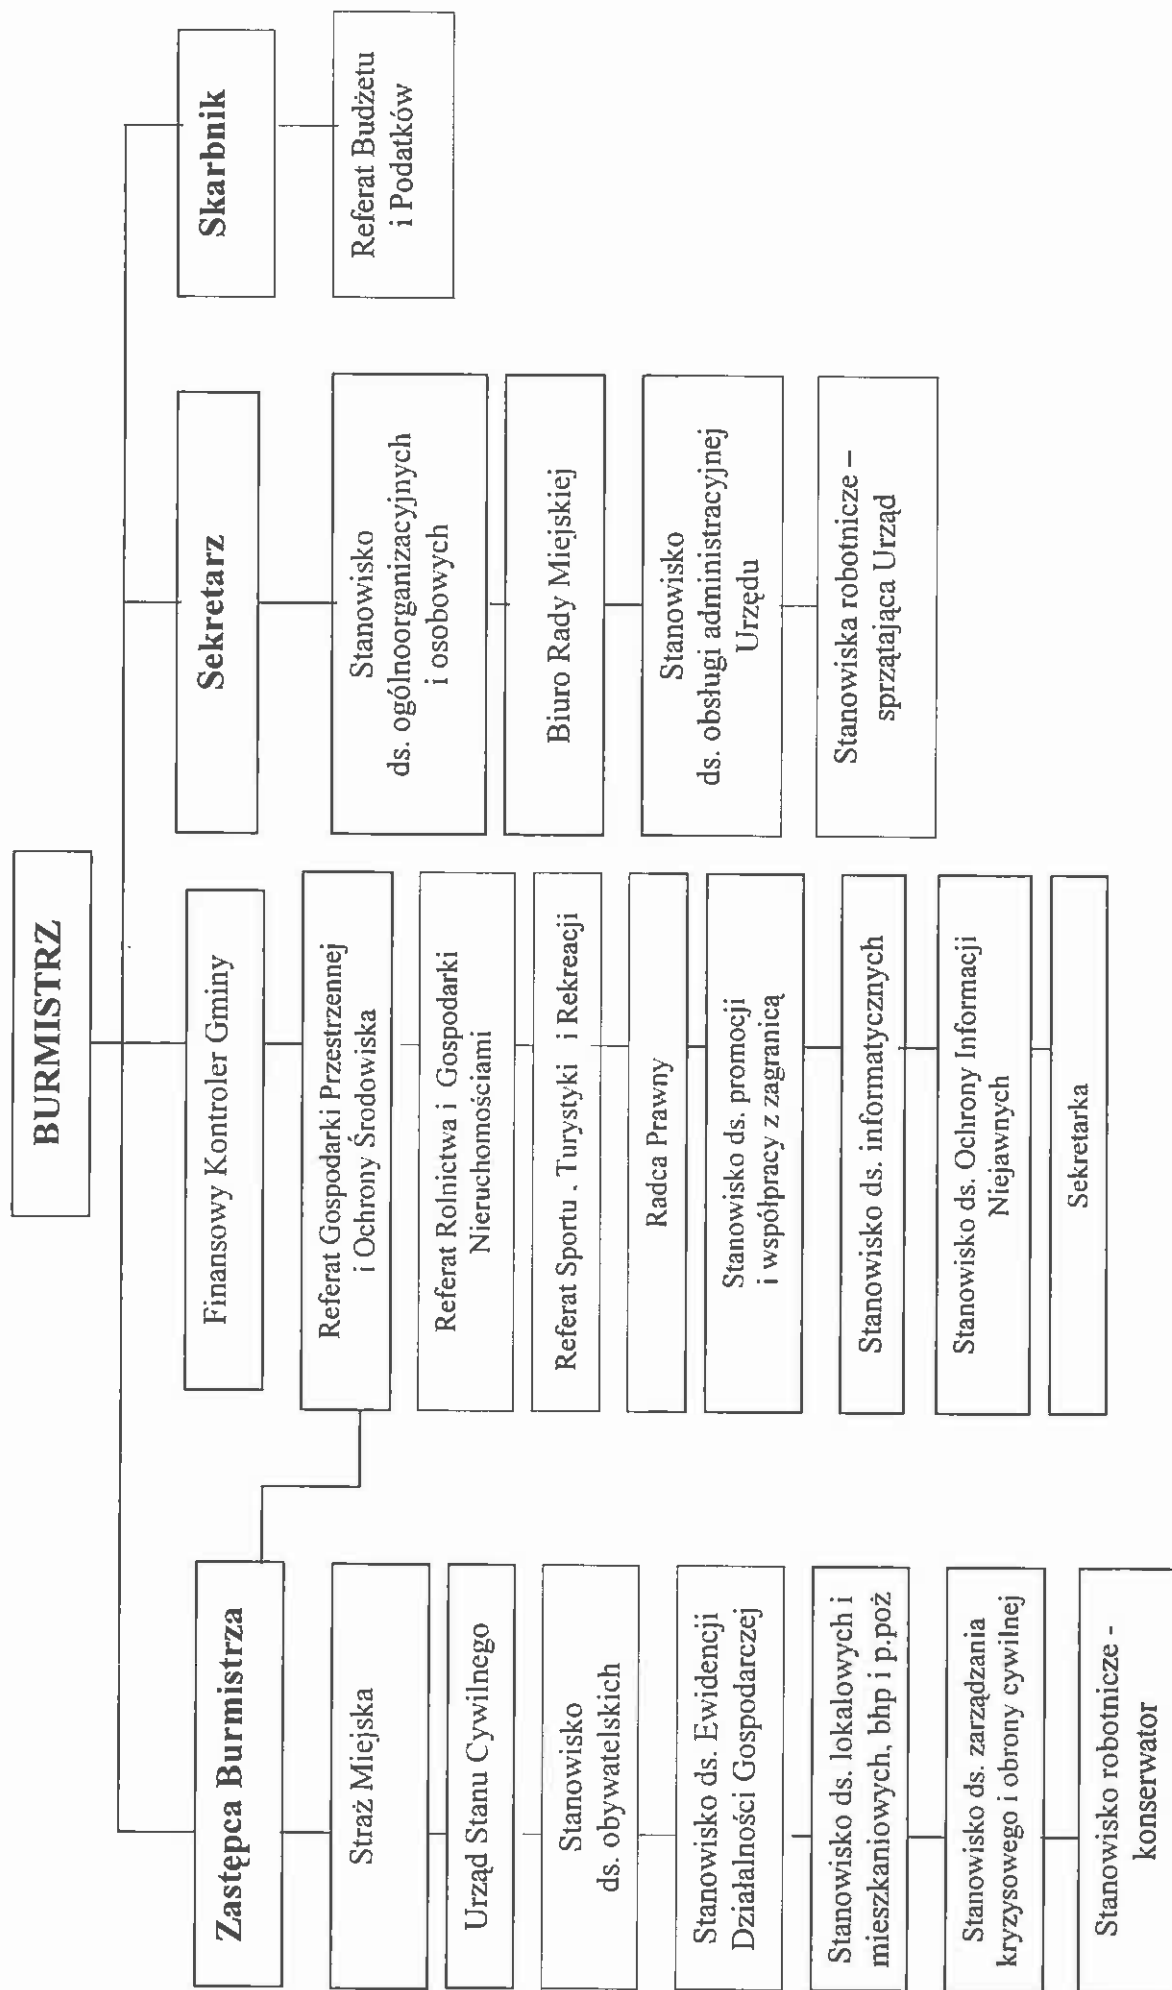 BURMISTRZ
Zastępca Burmistrza
Straż Miejska
Urząd Stanu Cywilnego
Stanowisko
ds. obywatelskich
Stanowisko ds. Ewidencji
Działalności Gospodarczej
Stanowisko ds. lokalowych i
mieszkaniowych, bhp i p.poż
Stanowisko ds. zarządzania
kryzysowego i obrony cywilnej
Stanowisko robotnicze -
konserwator
Finansowy Kontroler Gminy
Referat Gospodarki Przestrzennej
i Ochrony Środowiska
Referat Rolnictwa i Gospodarki
Nieruchomościami
Referat Sportu , Turystyki i Rekreacji
Radca Prawny
Stanowisko ds. promocji
i współpracy z zagranicą
Stanowisko ds. informatycznych
Stanowisko ds. Ochrony Informacji
Niejawnych
Sekretarka
Sekretarz
Stanowisko
ds. ogólnoorganizacyjnych
i osobowych
Biuro Rady Miejskiej
Stanowisko
ds. obsługi administracyjnej
Urzędu
Stanowiska robotnicze –
sprzątająca Urząd
Skarbnik
Referat Budżetu
i Podatków